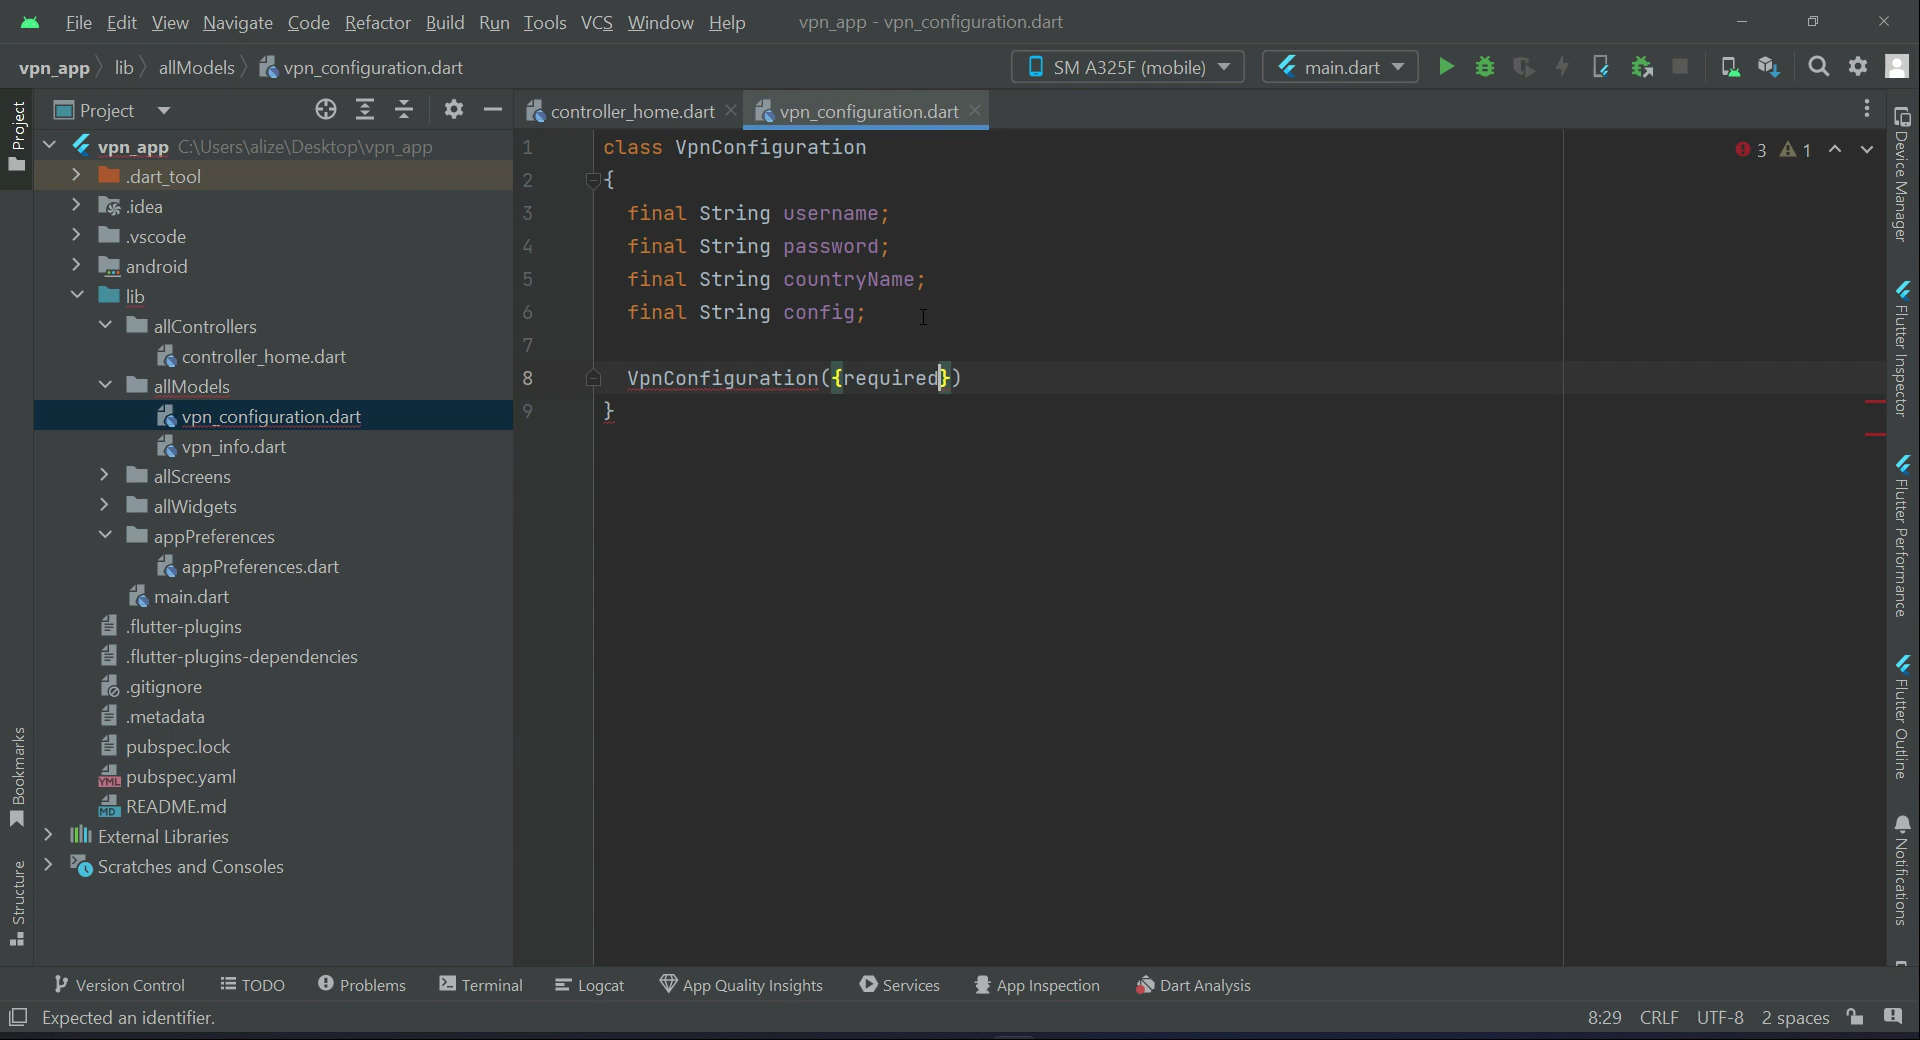 File Edit View Navigate Code Refactor Build Run Tools VCS Window Help vpn_app - vpn_configuration.dart
vpn_app lib allModels vpn_configuration.dart SM A325F (mobile) main.dart
Project
Project
controller_home.dart
vpn_configuration.dart
vpn_app C:\Users\alize\Desktop\vpn_app
.dart_tool
.idea
.vscode
android
lib
allControllers
controller_home.dart
allModels
vpn_configuration.dart
vpn_info.dart
allScreens
allWidgets
appPreferences
appPreferences.dart
main.dart
.flutter-plugins
.flutter-plugins-dependencies
.gitignore
.metadata
pubspec.lock
YML pubspec.yaml
MD README.md
External Libraries
Scratches and Consoles
Bookmarks
Structure
1 class VpnConfiguration
2 {
3 final String username;
4 final String password;
5 final String countryName;
6 final String config;
7
8 VpnConfiguration({required})
9 }
3 1
Device Manager
Flutter Inspector
Flutter Performance
Flutter Outline
Notifications
Version Control TODO Problems Terminal Logcat App Quality Insights Services App Inspection Dart Analysis
Expected an identifier. 8:29 CRLF UTF-8 2 spaces